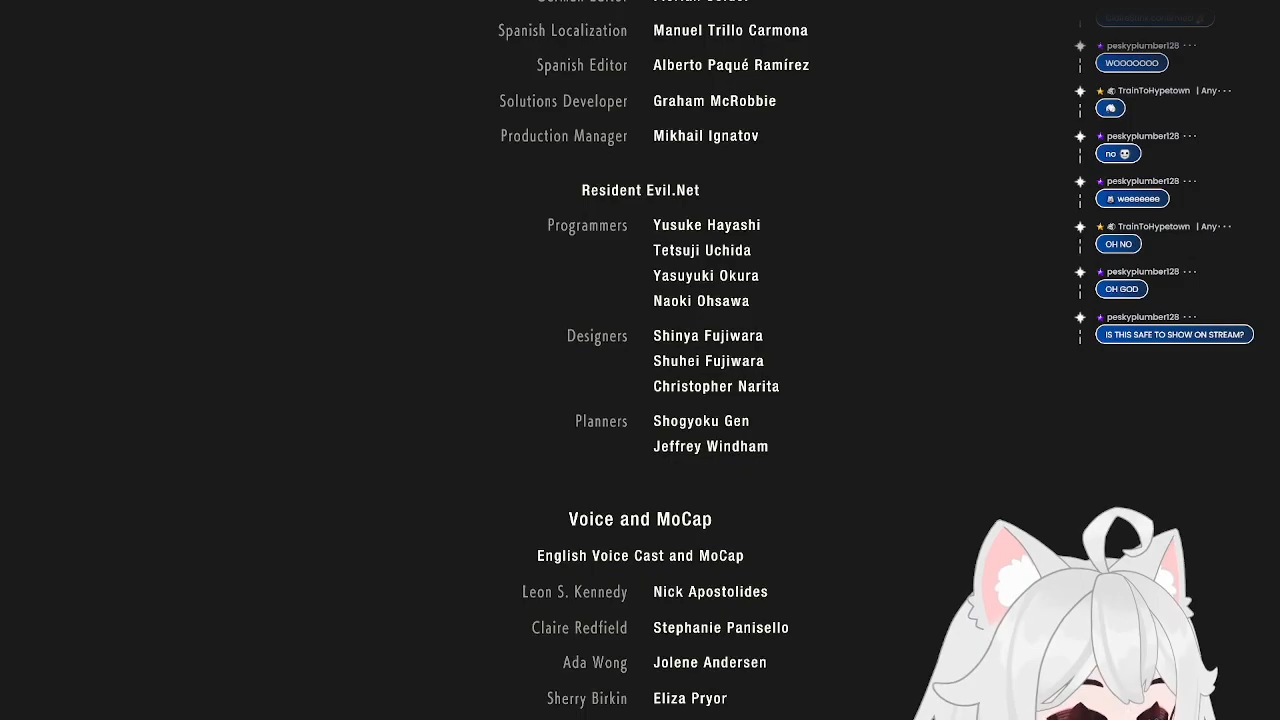 Spanish Localization Manuel Trillo Carmona
Spanish Editor Alberto Paqué Ramírez
Solutions Developer Graham McRobbie
Production Manager Mikhail Ignatov
Resident Evil.Net
Programmers Yusuke Hayashi
Tetsuji Uchida
Yasuyuki Okura
Naoki Ohsawa
Designers Shinya Fujiwara
Shuhei Fujiwara
Christopher Narita
Planners Shogyoku Gen
Jeffrey Windham
Voice and MoCap
English Voice Cast and MoCap
Leon S. Kennedy Nick Apostolides
Claire Redfield Stephanie Panisello
Ada Wong Jolene Andersen
Sherry Birkin Eliza Pryor
peskyplumber128 ···
WOOOOOOO
TrainToHypetown | Any···
peskyplumber128 ···
no
peskyplumber128 ···
weeeeeee
TrainToHypetown | Any···
OH NO
peskyplumber128 ···
OH GOD
peskyplumber128 ···
IS THIS SAFE TO SHOW ON STREAM?